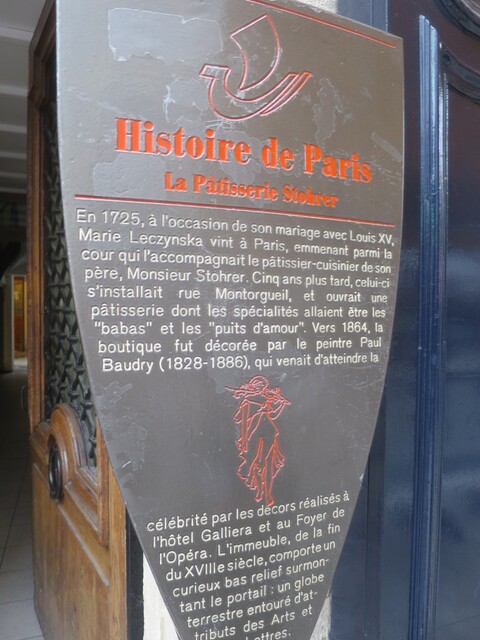 Histoire de Paris
La Pâtisserie Stohrer
En 1725, à l'occasion de son mariage avec Louis XV,
Marie Leczynska vint à Paris, emmenant parmi la
cour qui l'accompagnait le pâtissier-cuisinier de son
père, Monsieur Stohrer. Cinq ans plus tard, celui-ci
s'installait rue Montorgueil, et ouvrait une
pâtisserie dont les spécialités allaient être les
"babas" et les "puits d'amour". Vers 1864, la
boutique fut décorée par le peintre Paul
Baudry (1828-1886), qui venait d'atteindre la
célébrité par les décors réalisés à
l'hôtel Galliera et au Foyer de
l'Opéra. L'immeuble, de la fin
du XVIIIe siècle, comporte un
curieux bas relief surmon-
tant le portail : un globe
terrestre entouré d'at-
tributs des Arts et
Lettres.